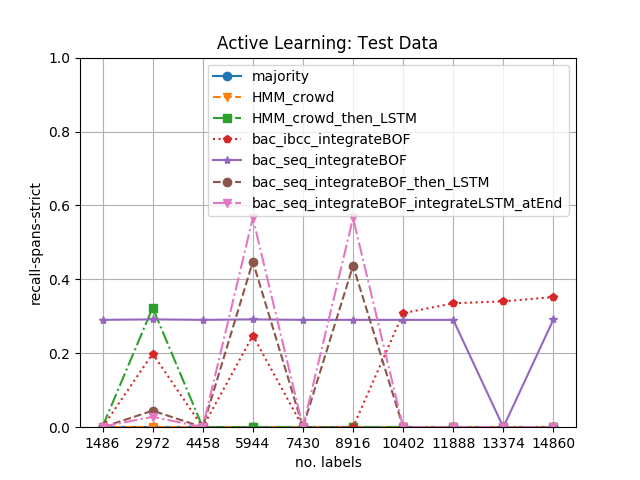 Active Learning: Test Data
majority
HMM_crowd
HMM_crowd_then_LSTM
bac_ibcc_integrateBOF
bac_seq_integrateBOF
bac_seq_integrateBOF_then_LSTM
bac_seq_integrateBOF_integrateLSTM_atEnd
recall-spans-strict
1.0
0.8
0.6
0.4
0.2
0.0
1486 2972 4458 5944 7430 8916 10402 11888 13374 14860
no. labels